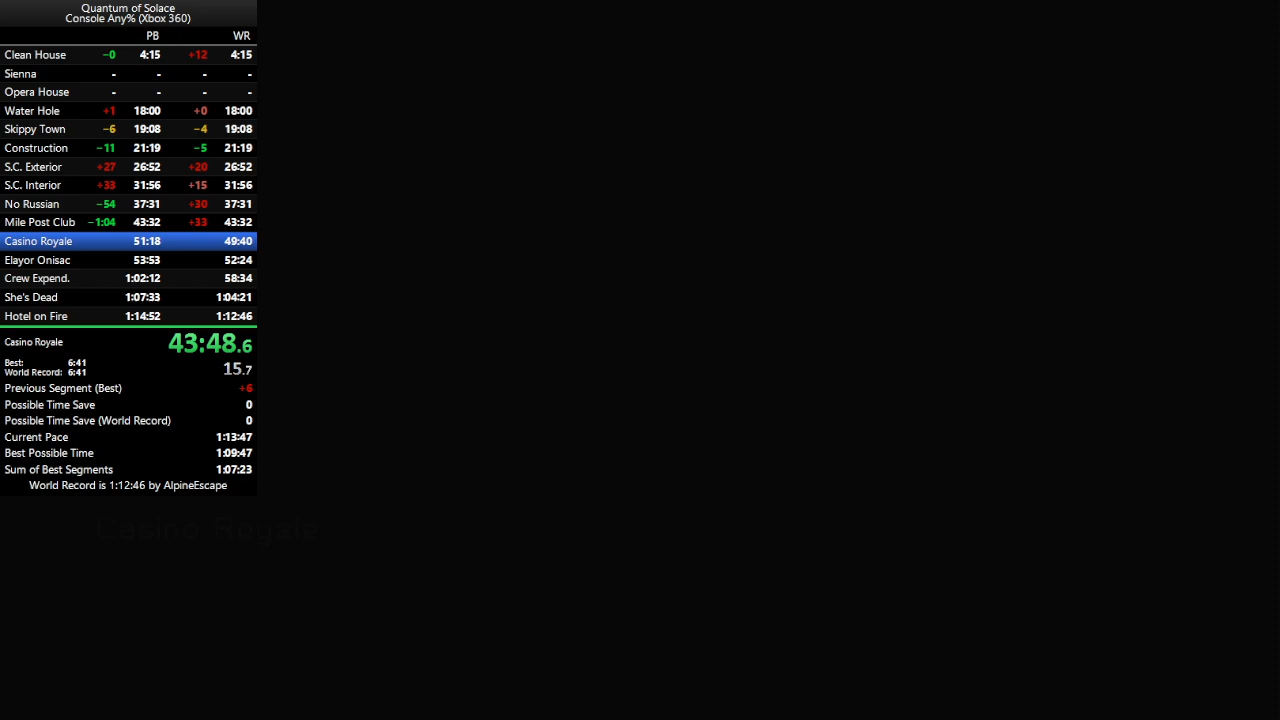 Quantum of Solace
Console Any% (Xbox 360)
PB WR
Clean House −0 4:15 +12 4:15
Sienna - - - -
Opera House - - - -
Water Hole +1 18:00 +0 18:00
Skippy Town −6 19:08 −4 19:08
Construction −11 21:19 −5 21:19
S.C. Exterior +27 26:52 +20 26:52
S.C. Interior +33 31:56 +15 31:56
No Russian −54 37:31 +30 37:31
Mile Post Club −1:04 43:32 +33 43:32
Casino Royale 51:18 49:40
Elayor Onisac 53:53 52:24
Crew Expend. 1:02:12 58:34
She's Dead 1:07:33 1:04:21
Hotel on Fire 1:14:52 1:12:46
Casino Royale 43:48.6
Best: 6:41
World Record: 6:41 15.7
Previous Segment (Best) +6
Possible Time Save 0
Possible Time Save (World Record) 0
Current Pace 1:13:47
Best Possible Time 1:09:47
Sum of Best Segments 1:07:23
World Record is 1:12:46 by AlpineEscape
Casino Royale